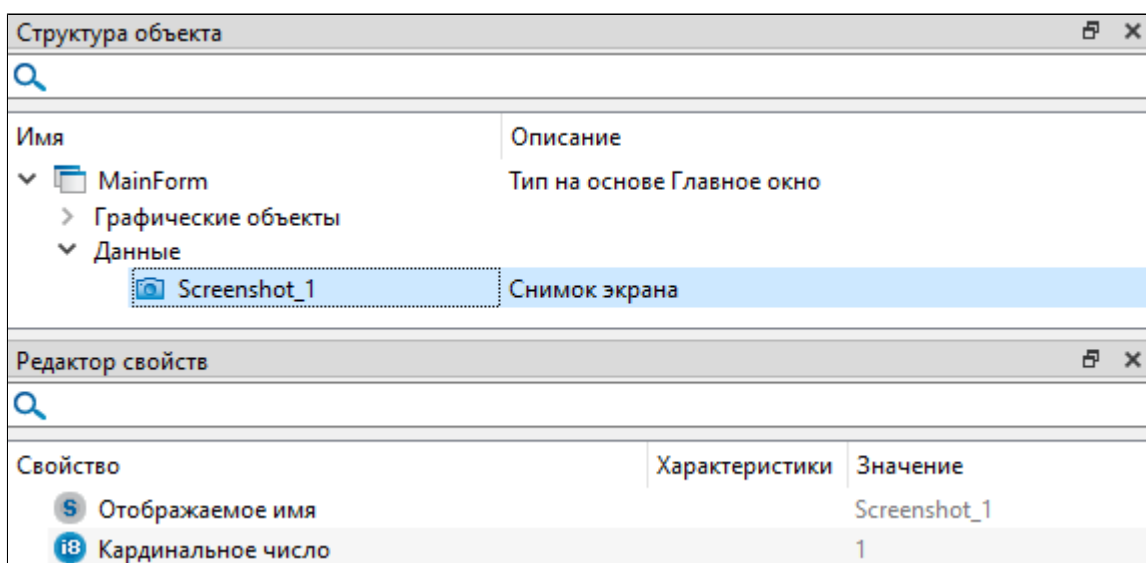 Структура объекта
Имя Описание
MainForm Тип на основе Главное окно
Графические объекты
Данные
Screenshot_1 Снимок экрана
Редактор свойств
Свойство Характеристики Значение
S Отображаемое имя Screenshot_1
i8 Кардинальное число 1